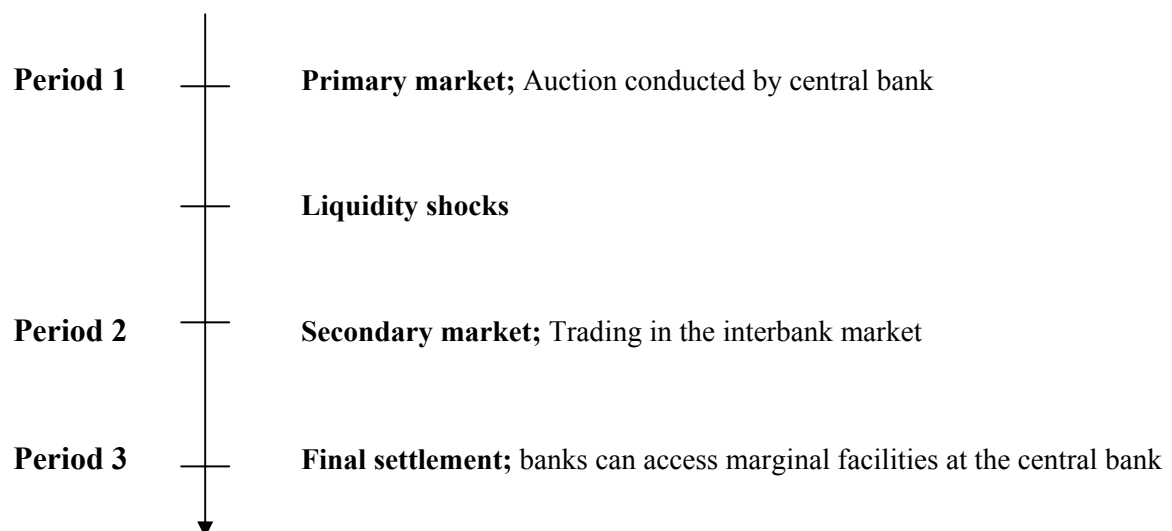 Period 1 Primary market; Auction conducted by central bank
Liquidity shocks
Period 2 Secondary market; Trading in the interbank market
Period 3 Final settlement; banks can access marginal facilities at the central bank